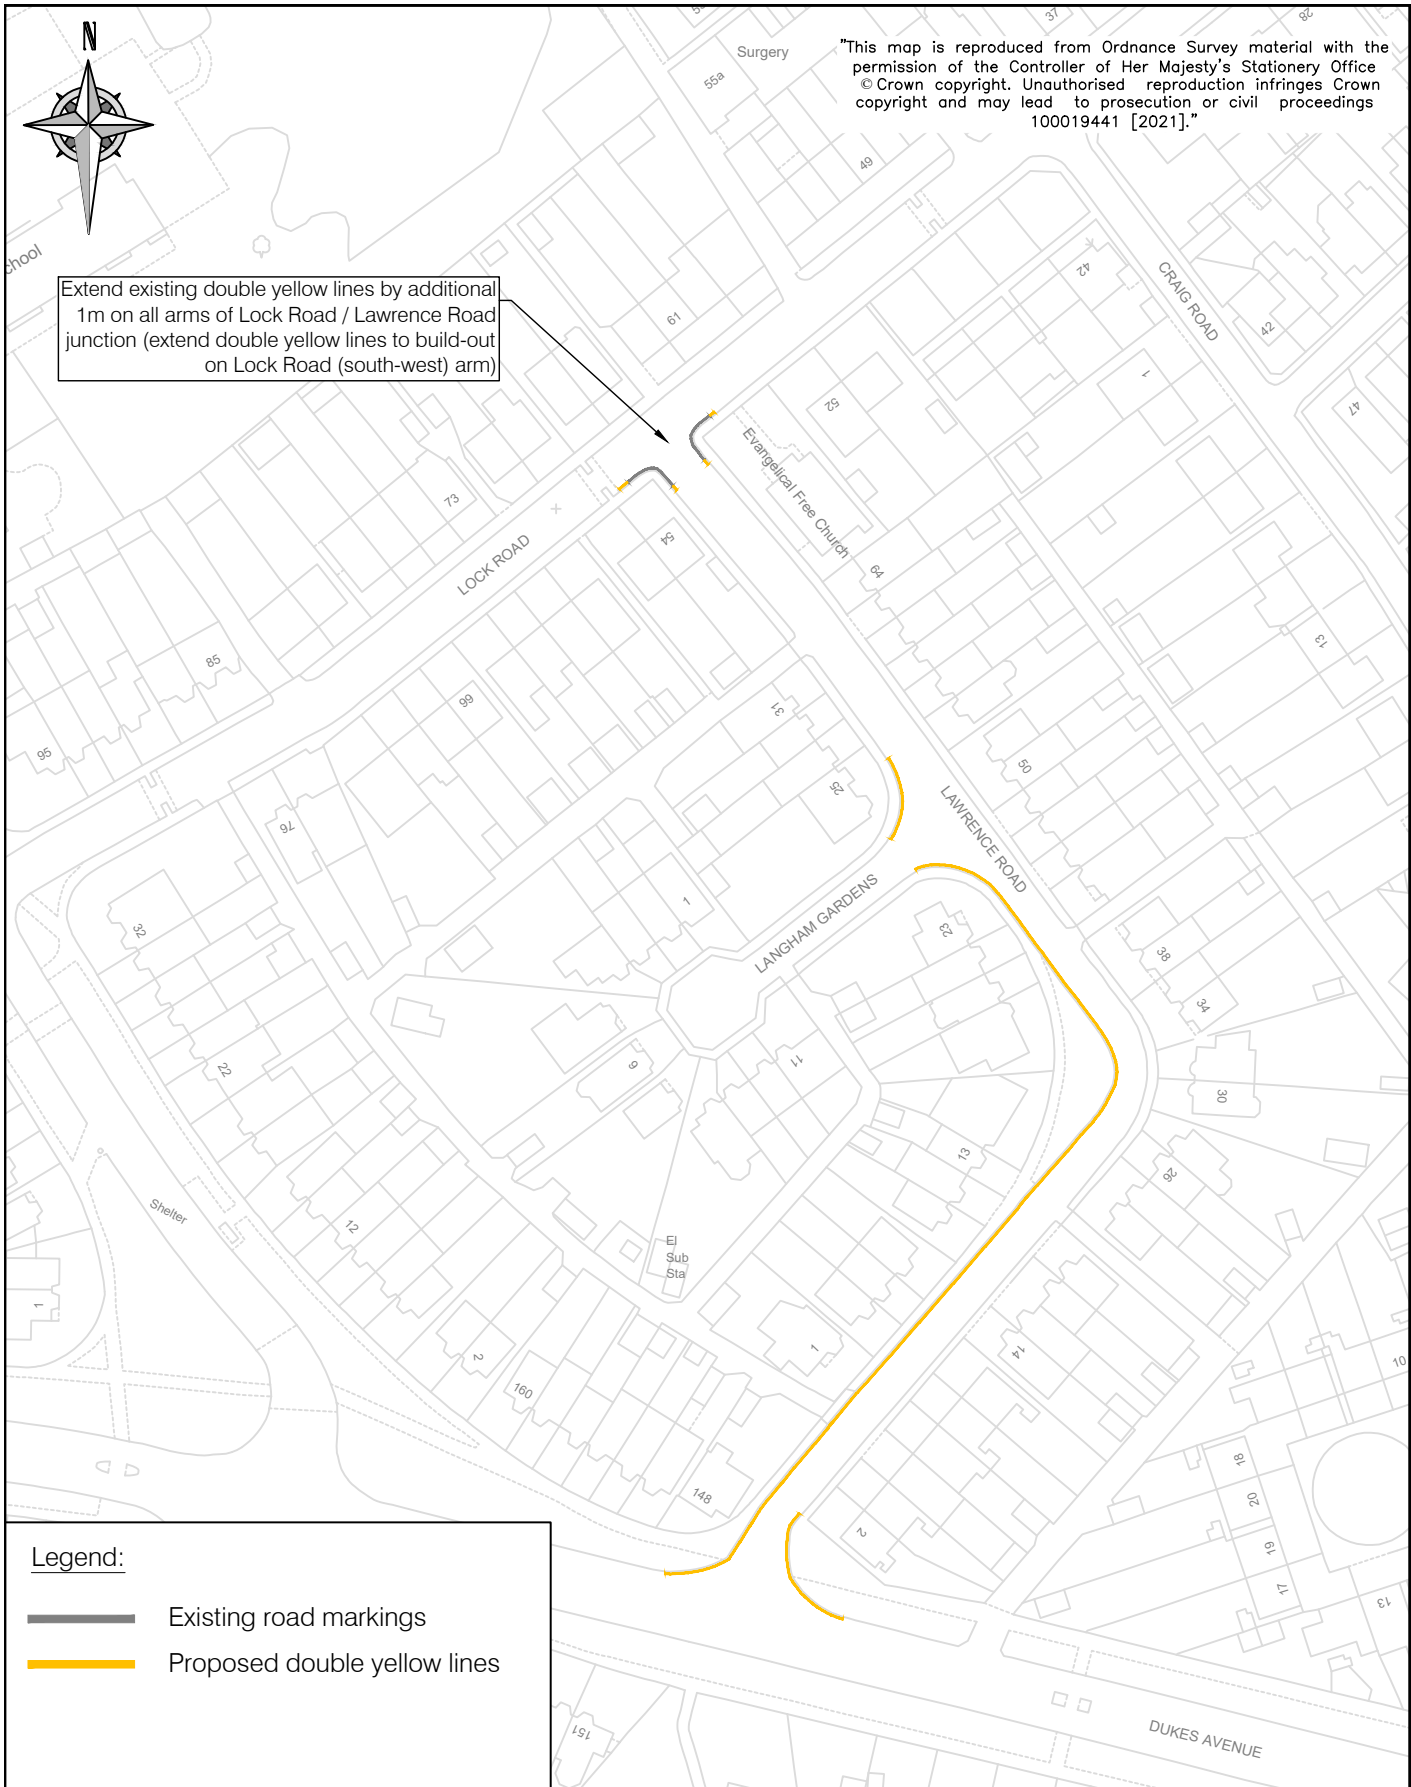 N
Surgery
"This map is reproduced from Ordnance Survey material with the
permission of the Controller of Her Majesty's Stationery Office
© Crown copyright. Unauthorised reproduction infringes Crown
copyright and may lead to prosecution or civil proceedings
100019441 [2021]."
37
28
55a
49
chool
42
CRAIG ROAD
42
47
1
Extend existing double yellow lines by additional
1m on all arms of Lock Road / Lawrence Road
junction (extend double yellow lines to build-out
on Lock Road (south-west) arm)
61
52
Evangelical Free Church
73
LOCK ROAD
54
64
13
85
99
95
31
50
25
LAWRENCE ROAD
76
1
LANGHAM GARDENS
32
23
38
34
22
9
11
30
13
26
Shelter
12
El
Sub
Sta
1
2
1
14
10
160
148
2
18
20
19
17
13
Legend:
Existing road markings
Proposed double yellow lines
151
DUKES AVENUE